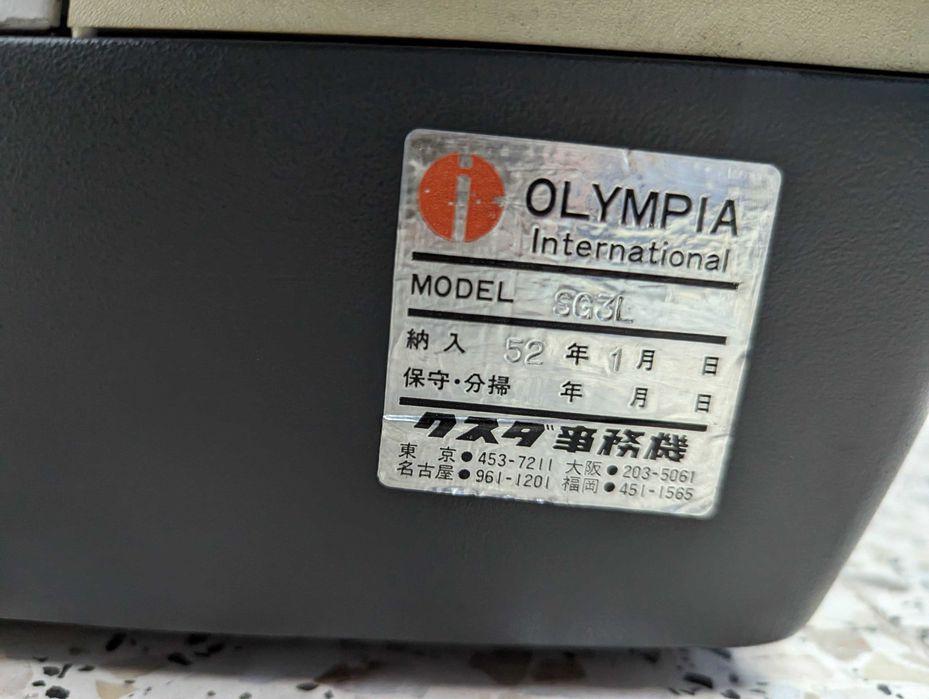 i OLYMPIA
International
MODEL SG3L
納入 52年1月 日
保守・分掃 年 月 日
クスダ事務機
東京●453-7211 大阪●203-5061
名古屋●961-1201 福岡●451-1565